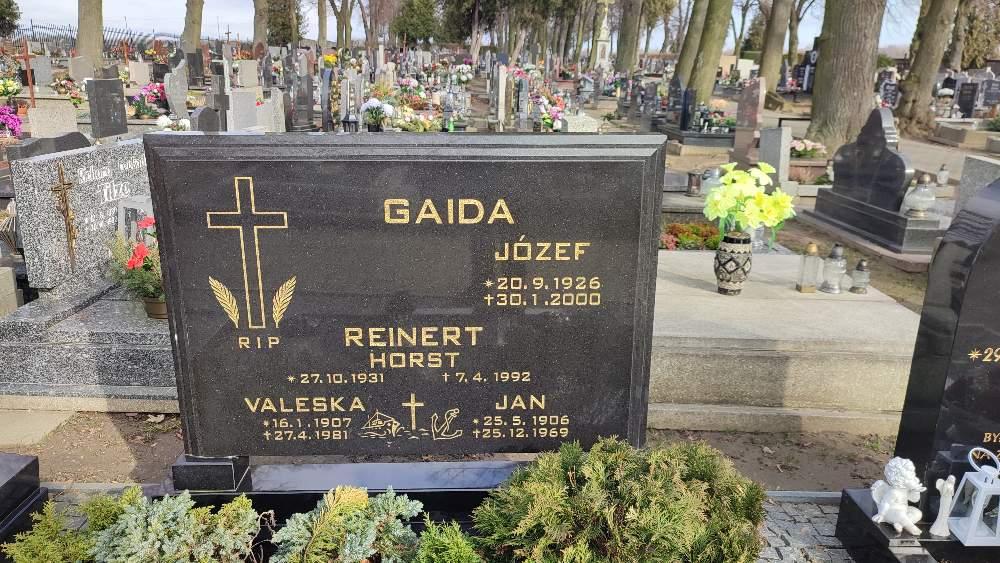 GAIDA
JÓZEF
*20.9.1926
✝30.1.2000
RIP
REINERT
HORST
*27.10.1931 ✝7.4.1992
VALESKA JAN
*16.1.1907 *25.5.1906
✝27.4.1981 ✝25.12.1969
*29